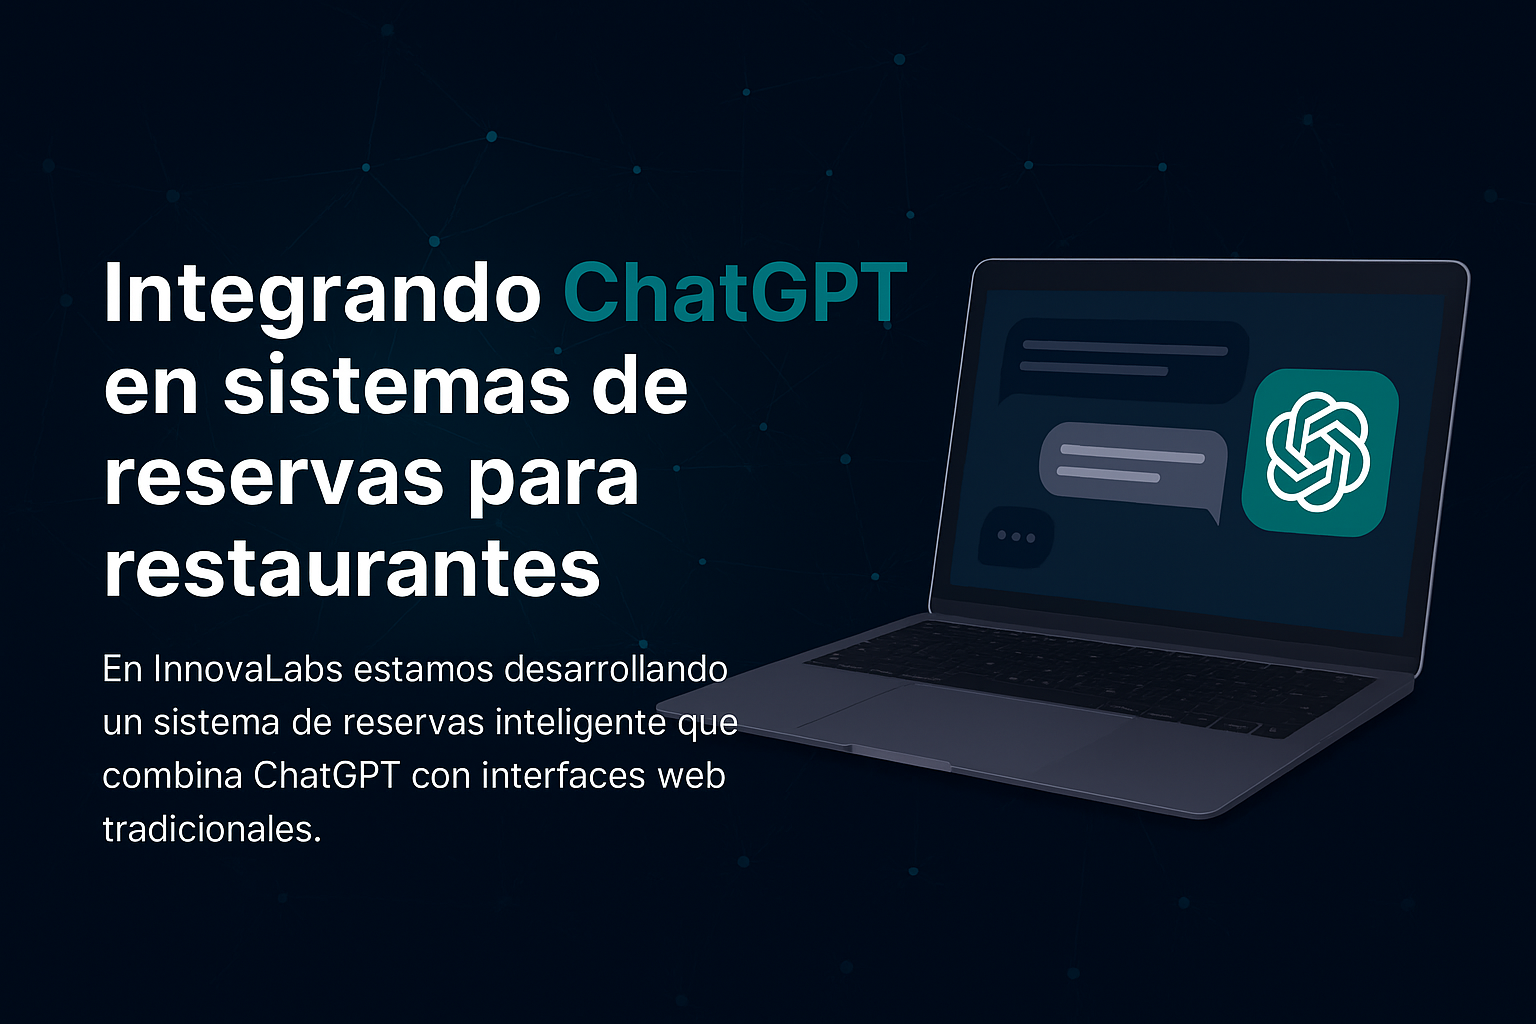 Integrando ChatGPT
en sistemas de
reservas para
restaurantes
En InnovaLabs estamos desarrollando
un sistema de reservas inteligente que
combina ChatGPT con interfaces web
tradicionales.